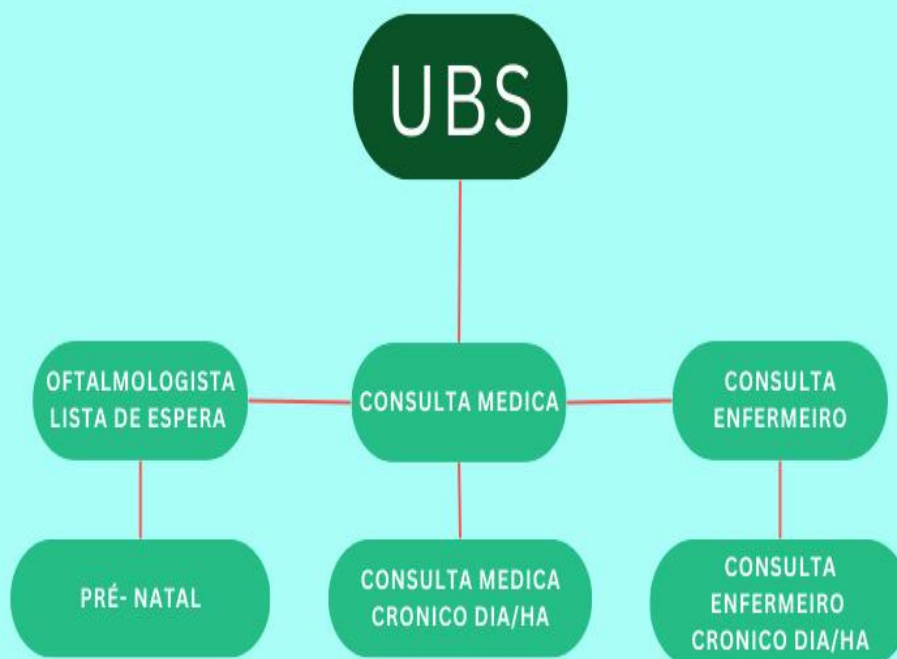 UBS
OFTALMOLOGISTA
LISTA DE ESPERA
CONSULTA MEDICA
CONSULTA
ENFERMEIRO
PRÉ- NATAL
CONSULTA MEDICA
CRONICO DIA/HA
CONSULTA
ENFERMEIRO
CRONICO DIA/HA